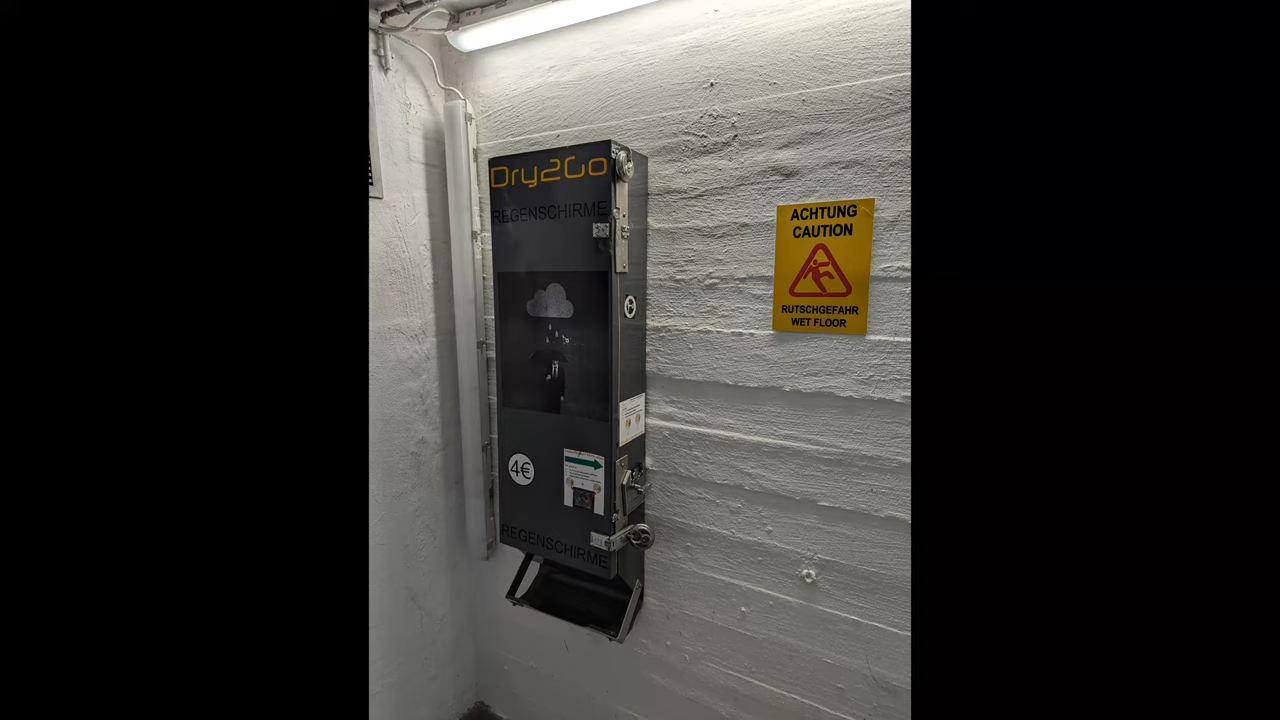 Dry2Go
REGENSCHIRME
4€
REGENSCHIRME
ACHTUNG
CAUTION
RUTSCHGEFAHR
WET FLOOR